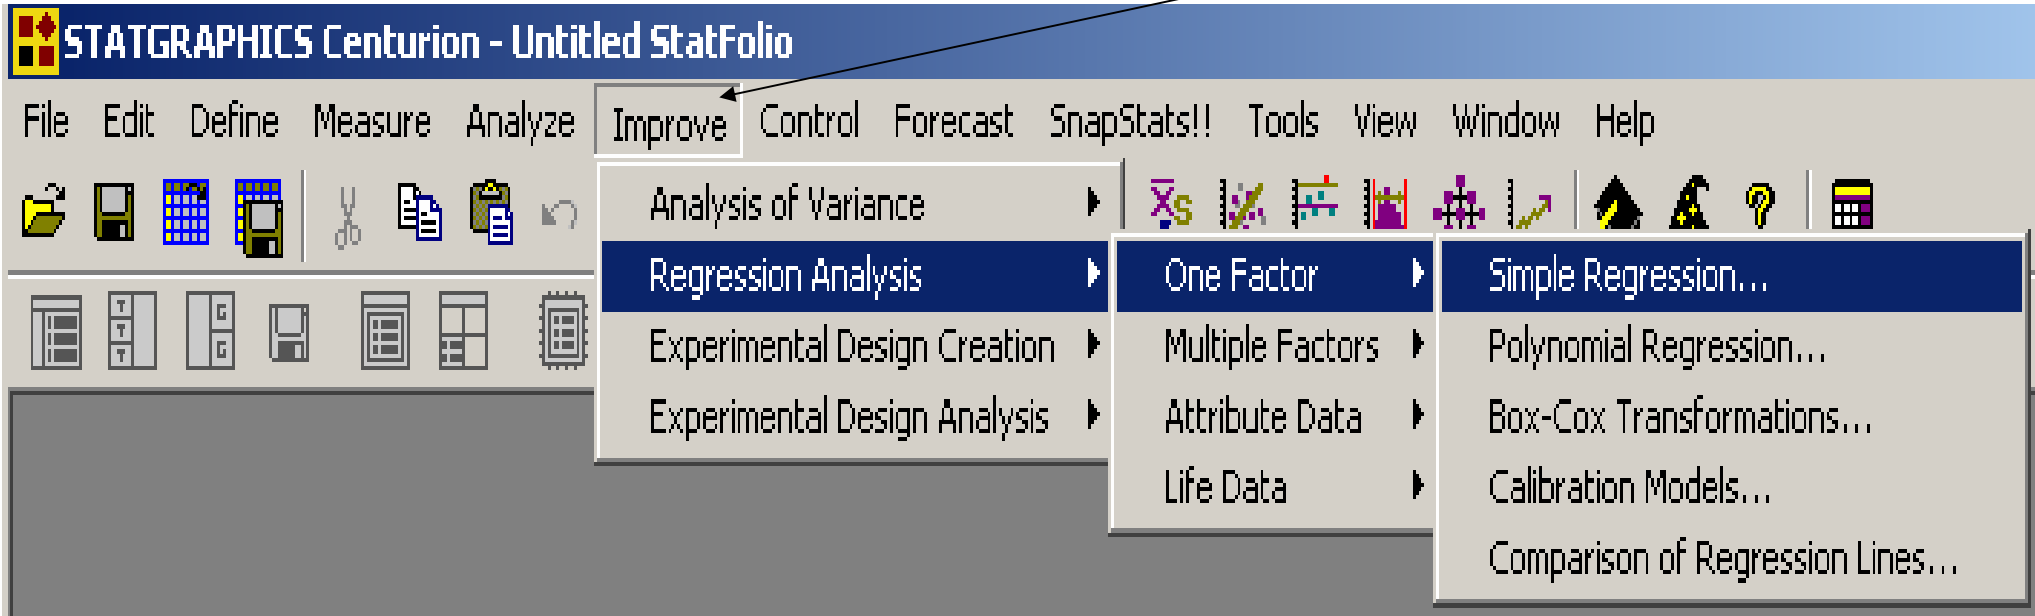 STATGRAPHICS Centurion - Untitled StatFolio
File Edit Define Measure Analyze Improve Control Forecast SnapStats!! Tools View Window Help
Analysis of Variance
Regression Analysis
Experimental Design Creation
Experimental Design Analysis
One Factor
Multiple Factors
Attribute Data
Life Data
Simple Regression...
Polynomial Regression...
Box-Cox Transformations...
Calibration Models...
Comparison of Regression Lines...